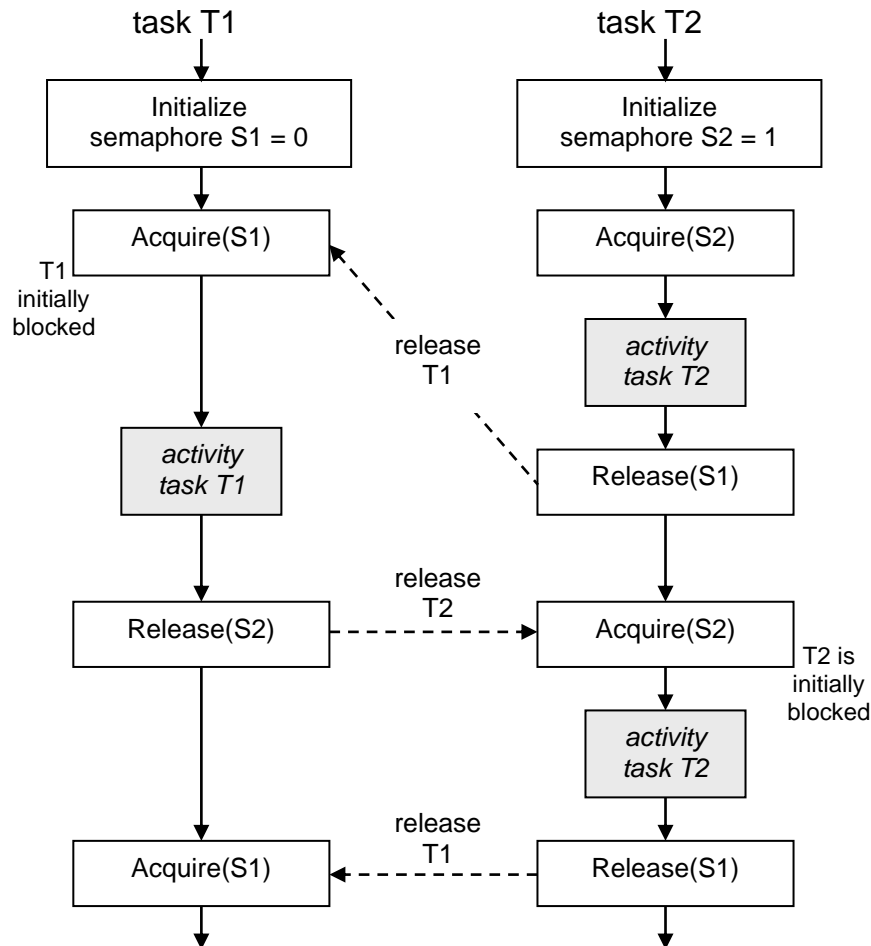 task T1
Initialize
semaphore S1 = 0
Acquire(S1)
T1
initially
blocked
activity
task T1
Release(S2)
Acquire(S1)
release
T1
release
T2
release
T1
task T2
Initialize
semaphore S2 = 1
Acquire(S2)
activity
task T2
Release(S1)
Acquire(S2)
T2 is
initially
blocked
activity
task T2
Release(S1)